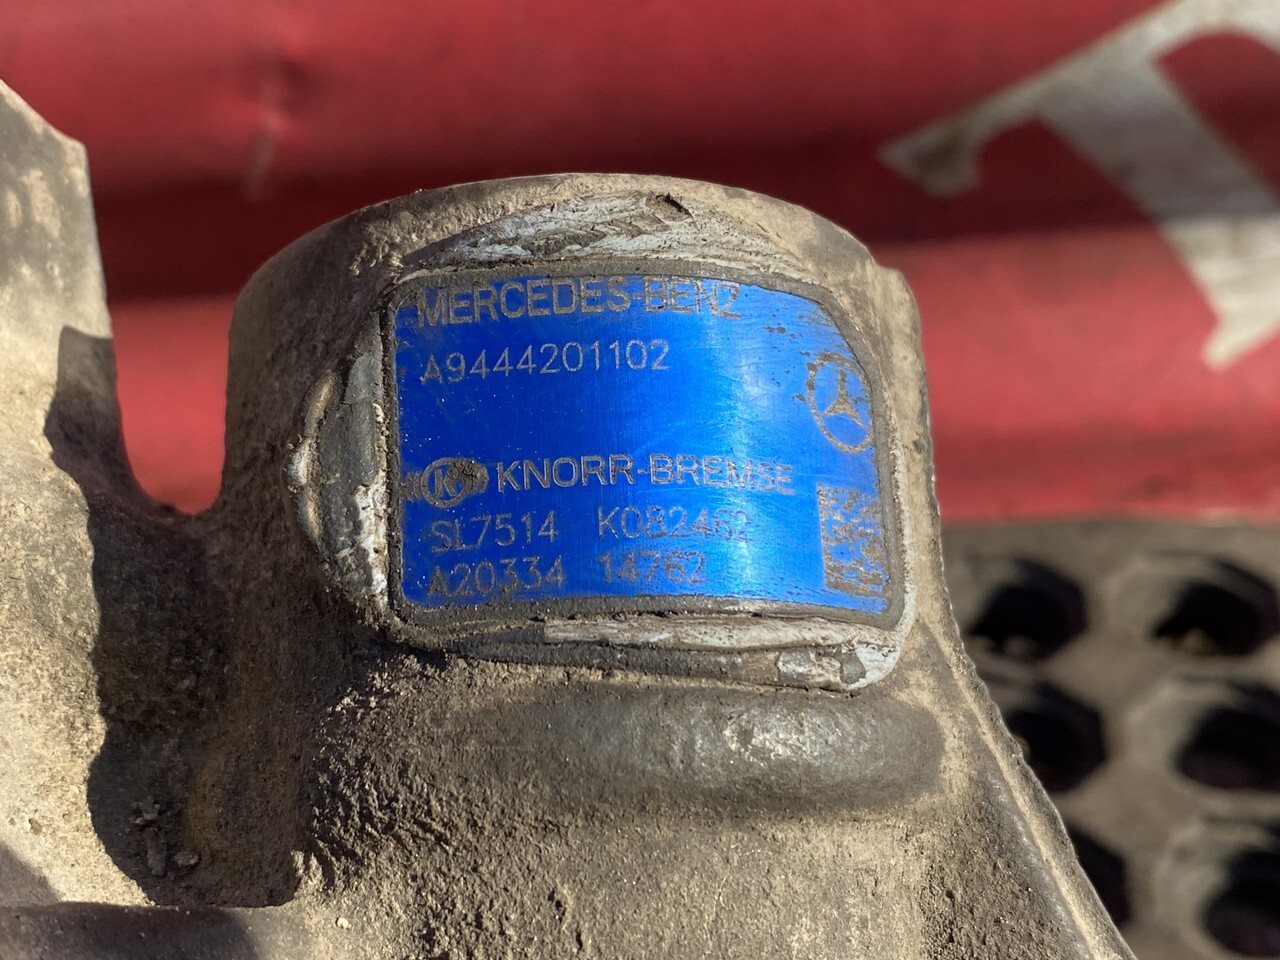 MERCEDES-BENZ
A9444201102
K KNORR-BREMSE
SL7514 K082462
A20334 14762